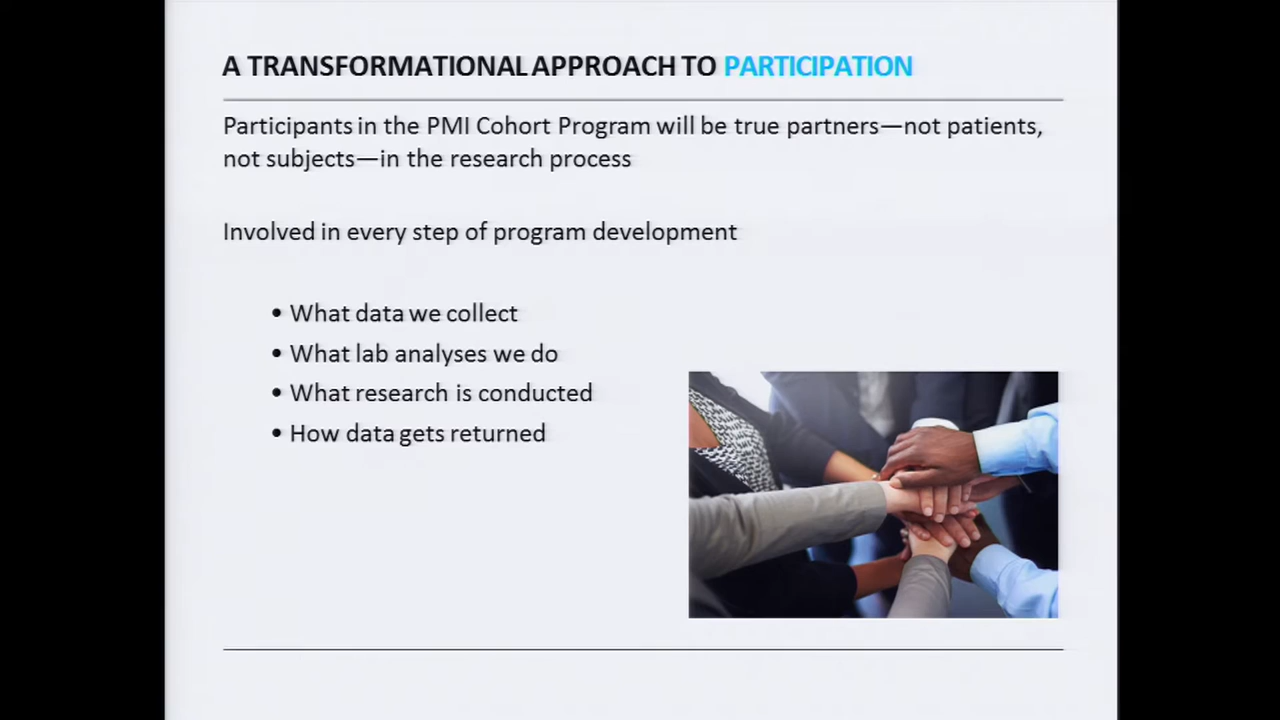 A TRANSFORMATIONAL APPROACH TO PARTICIPATION
Participants in the PMI Cohort Program will be true partners—not patients,
not subjects—in the research process
Involved in every step of program development
• What data we collect
• What lab analyses we do
• What research is conducted
• How data gets returned